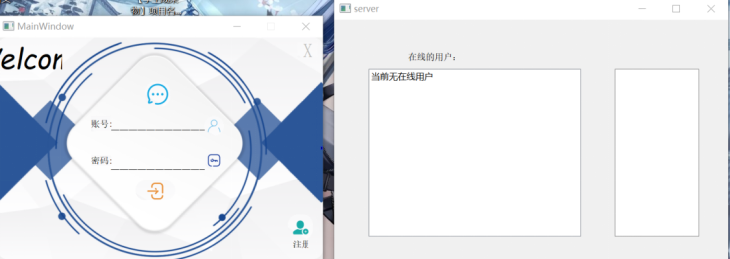 MainWindow
Welcom
X
账号:
密码:
注册
server
在线的用户：
当前无在线用户